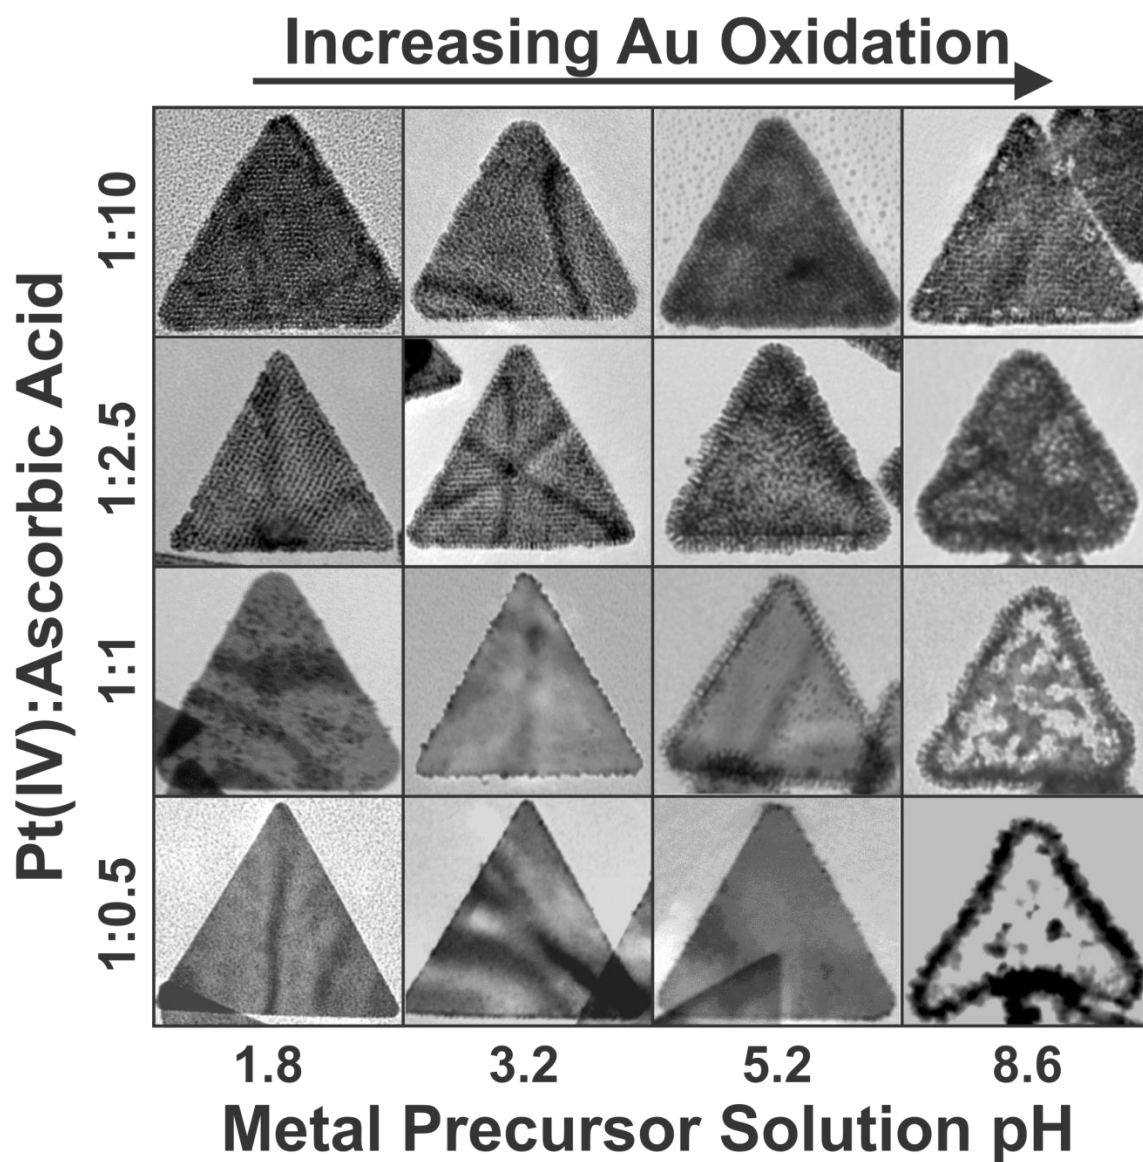 Increasing Au Oxidation
Pt(IV):Ascorbic Acid
1:10
1:2.5
1:1
1:0.5
1.8 3.2 5.2 8.6
Metal Precursor Solution pH